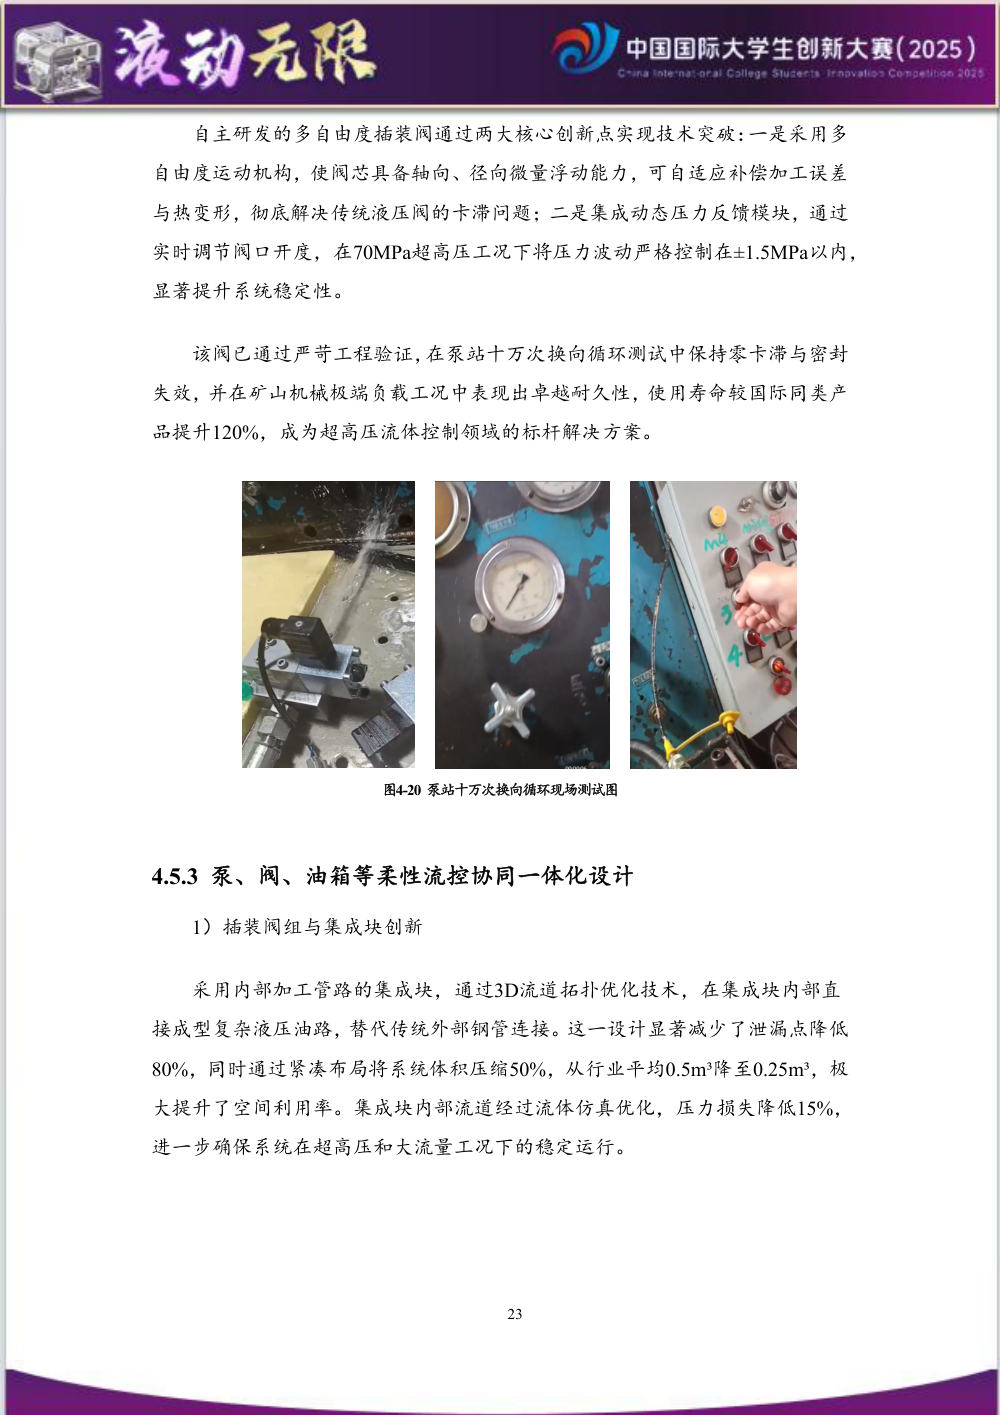 液动无限
中国国际大学生创新大赛(2025)
China International College Students Innovation Competition 2025
自主研发的多自由度插装阀通过两大核心创新点实现技术突破：一是采用多
自由度运动机构，使阀芯具备轴向、径向微量浮动能力，可自适应补偿加工误差
与热变形，彻底解决传统液压阀的卡滞问题；二是集成动态压力反馈模块，通过
实时调节阀口开度，在70MPa超高压工况下将压力波动严格控制在±1.5MPa以内，
显著提升系统稳定性。
该阀已通过严苛工程验证，在泵站十万次换向循环测试中保持零卡滞与密封
失效，并在矿山机械极端负载工况中表现出卓越耐久性，使用寿命较国际同类产
品提升120%，成为超高压流体控制领域的标杆解决方案。
M4
3
4
图4-20 泵站十万次换向循环现场测试图
4.5.3 泵、阀、油箱等柔性流控协同一体化设计
1）插装阀组与集成块创新
采用内部加工管路的集成块，通过3D流道拓扑优化技术，在集成块内部直
接成型复杂液压油路，替代传统外部钢管连接。这一设计显著减少了泄漏点降低
80%，同时通过紧凑布局将系统体积压缩50%，从行业平均0.5m³降至0.25m³，极
大提升了空间利用率。集成块内部流道经过流体仿真优化，压力损失降低15%，
进一步确保系统在超高压和大流量工况下的稳定运行。
23